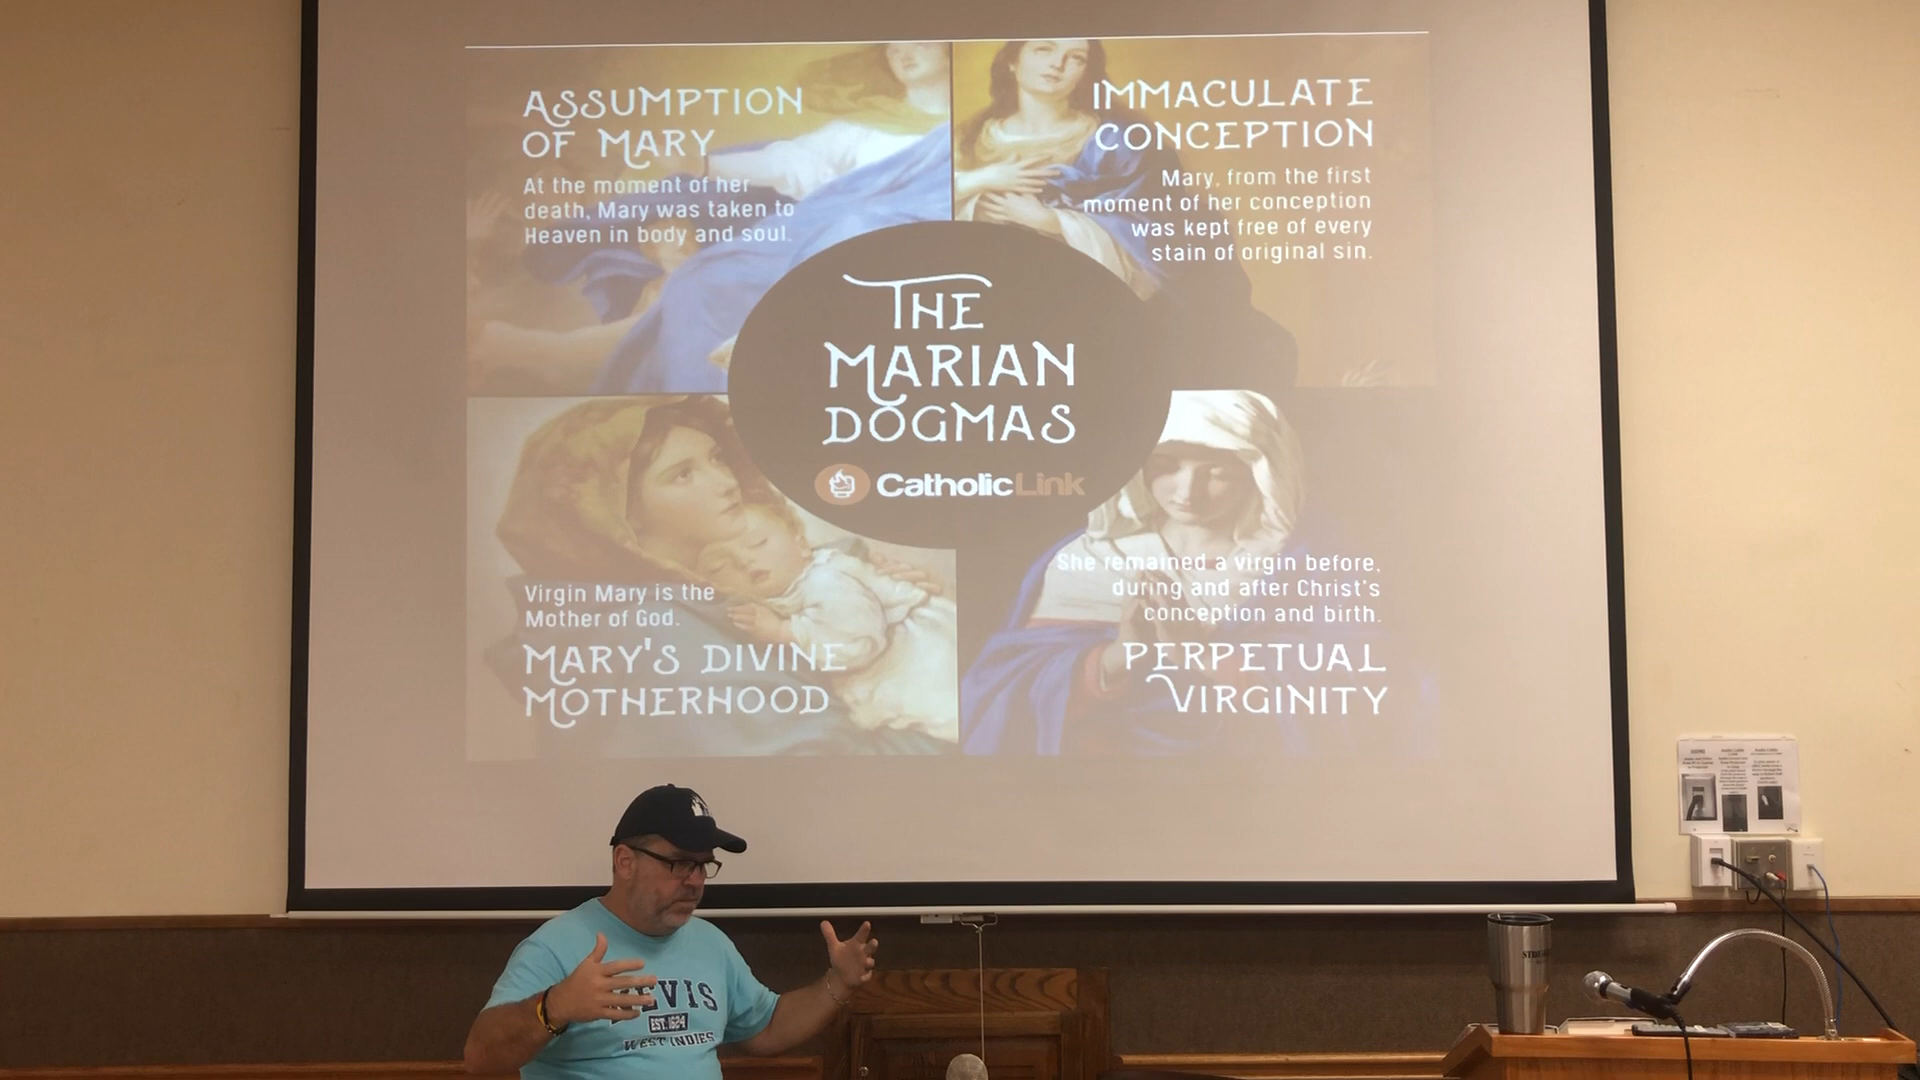 ASSUMPTION
OF MARY
At the moment of her
death, Mary was taken to
Heaven in body and soul.
IMMACULATE
CONCEPTION
Mary, from the first
moment of her conception
was kept free of every
stain of original sin.
THE
MARIAN
DOGMAS
CatholicLink
Virgin Mary is the
Mother of God.
MARY'S DIVINE
MOTHERHOOD
She remained a virgin before,
during and after Christ's
conception and birth.
PERPETUAL
VIRGINITY
EST. 1624
WEST INDIES